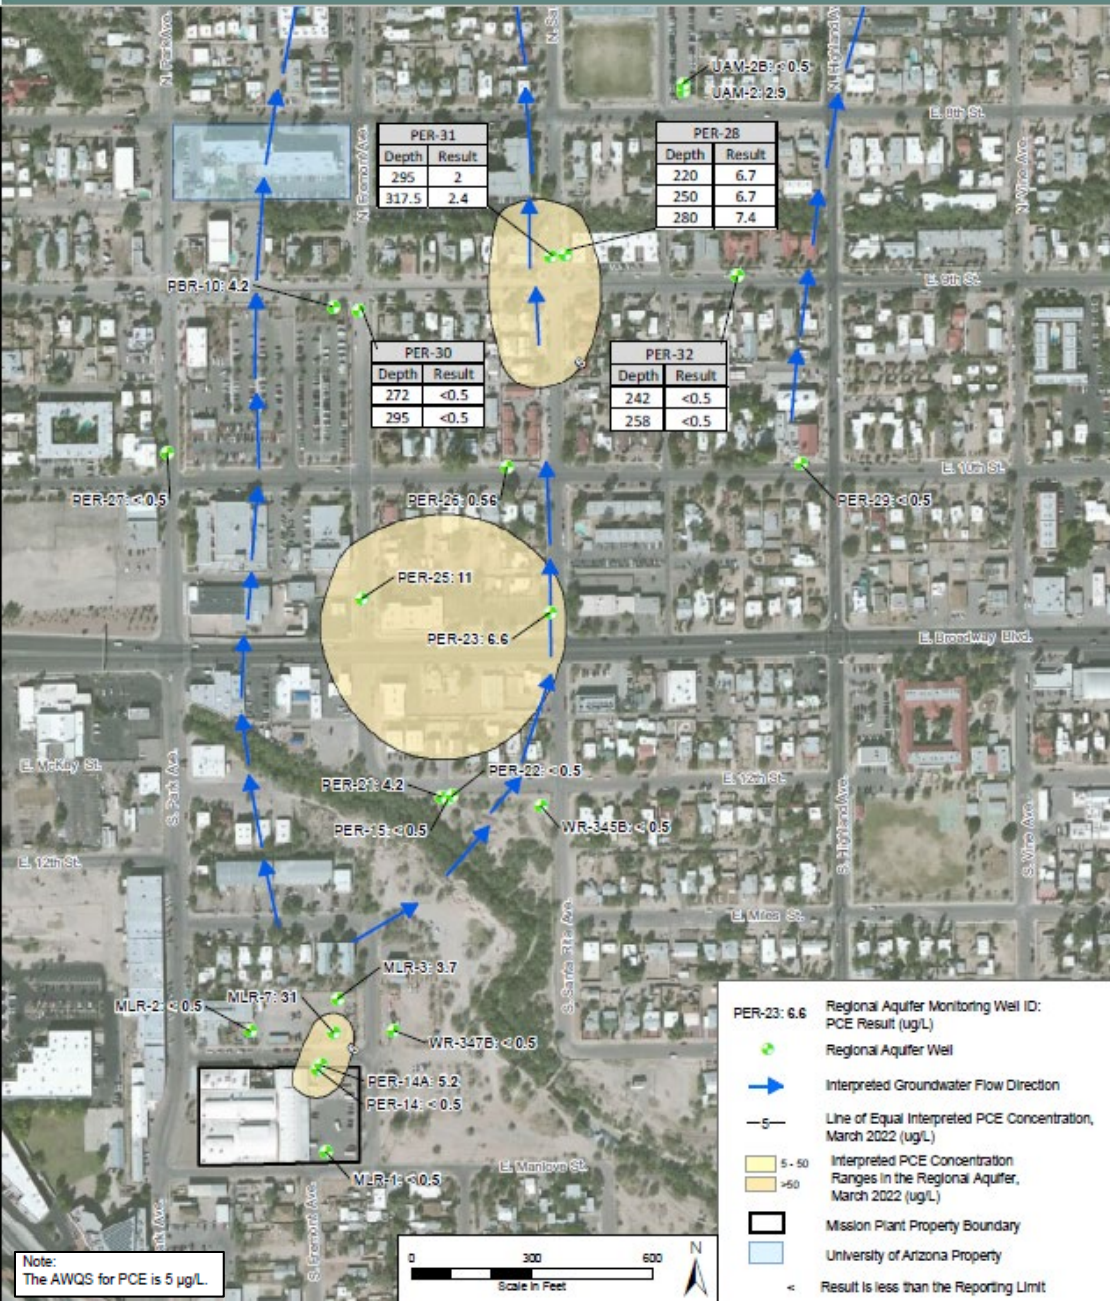 N. Park Ave.
N. Sa
N. Highland Av
UAM-2B: <0.5
UAM-2: 2.9
E. 8th St.
PER-31
Depth Result
295 2
317.5 2.4
PER-28
Depth Result
220 6.7
250 6.7
280 7.4
N. Fremont Ave.
N. Vine Ave.
PBR-10: 4.2
E. 9th St.
PER-30
Depth Result
272 <0.5
295 <0.5
5
PER-32
Depth Result
242 <0.5
258 <0.5
PER-27: <0.5
PER-26: 0.56
E. 10th St.
PER-29: <0.5
PER-25: 11
PER-23: 6.6
E. Broadway Blvd.
E. McKey St.
S. Park Ave.
PER-22: <0.5
E. 12th St.
PER-21: 4.2
PER-15: <0.5
WR-345B: <0.5
S. Highland Ave.
S. Vine Ave.
E. 12th St.
E. Miles St.
S. Santa Rita Ave.
MLR-3: 3.7
MLR-7: 31
MLR-2: <0.5
WR-347B: <0.5
5
PER-14A: 5.2
PER-14: <0.5
E. Manlove St.
MLR-1: <0.5
S. Fremont Ave.
ark Ave.
PER-23: 6.6 Regional Aquifer Monitoring Well ID:
PCE Result (ug/L)
Regional Aquifer Well
Interpreted Groundwater Flow Direction
5 Line of Equal Interpreted PCE Concentration,
March 2022 (ug/L)
5 - 50 Interpreted PCE Concentration
>50 Ranges in the Regional Aquifer,
March 2022 (ug/L)
Mission Plant Property Boundary
University of Arizona Property
< Result is less than the Reporting Limit
Note:
The AWQS for PCE is 5 µg/L.
0 300 600
Scale in Feet
N